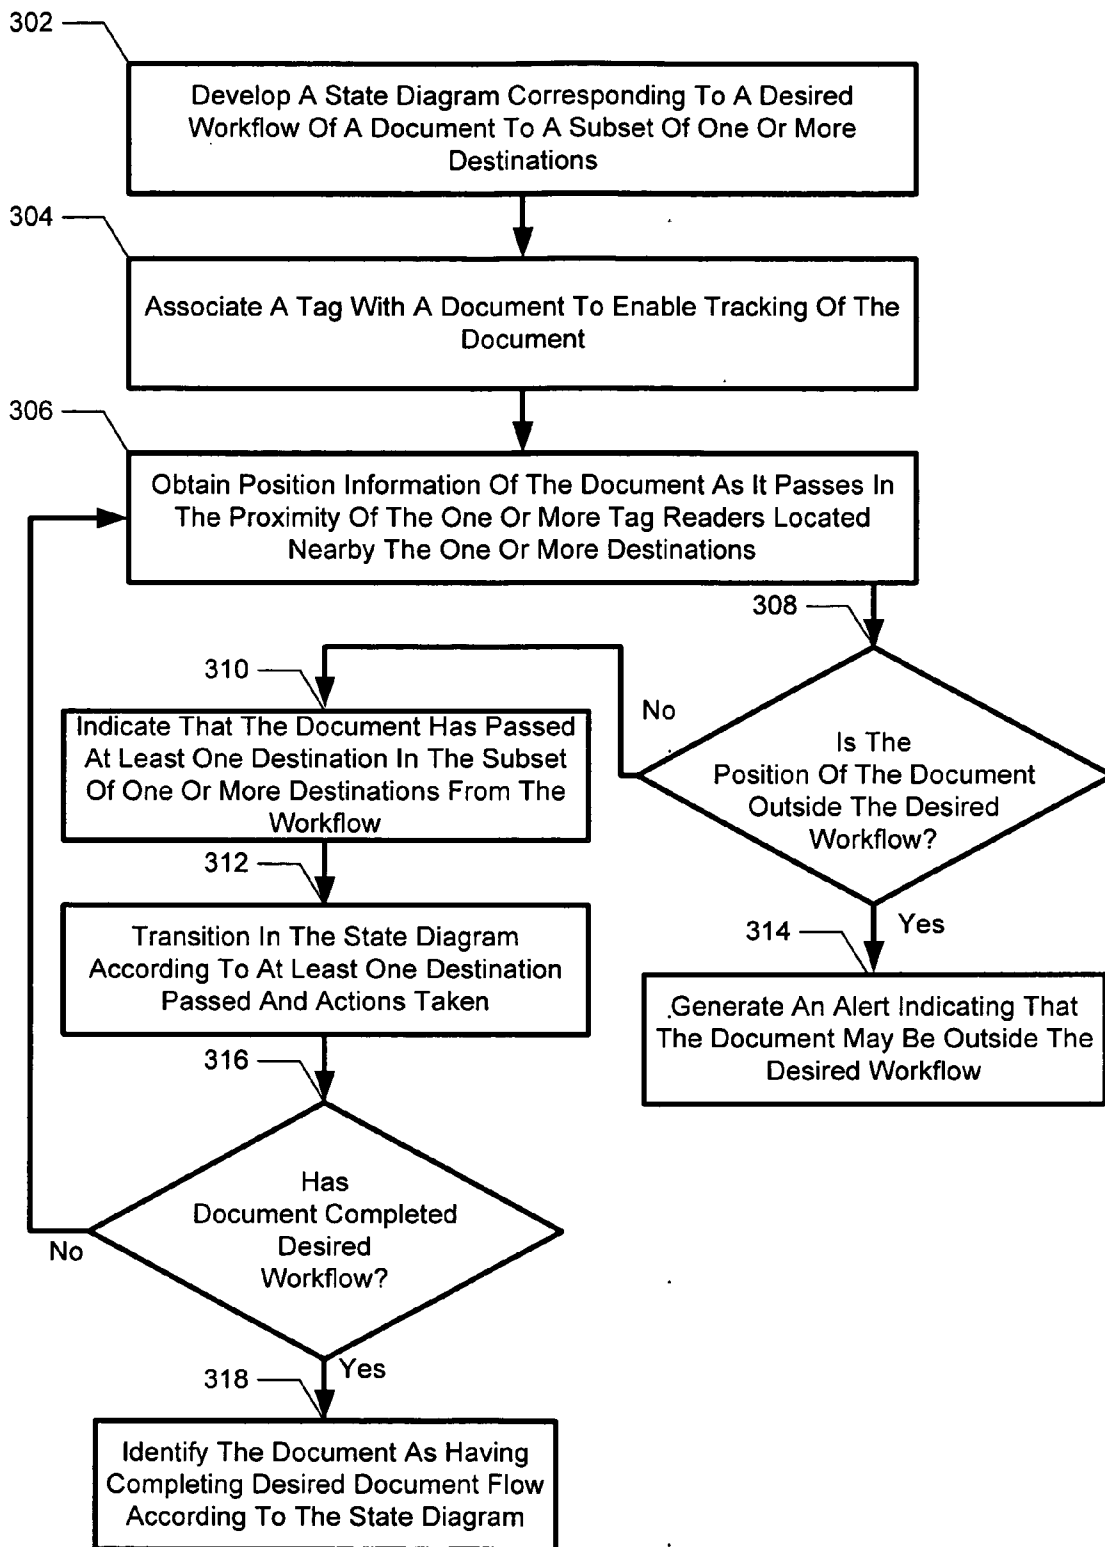 302
Develop A State Diagram Corresponding To A Desired
Workflow Of A Document To A Subset Of One Or More
Destinations
304
Associate A Tag With A Document To Enable Tracking Of The
Document
306
Obtain Position Information Of The Document As It Passes In
The Proximity Of The One Or More Tag Readers Located
Nearby The One Or More Destinations
308
Is The
Position Of The Document
Outside The Desired
Workflow?
No
310
Indicate That The Document Has Passed
At Least One Destination In The Subset
Of One Or More Destinations From The
Workflow
312
Transition In The State Diagram
According To At Least One Destination
Passed And Actions Taken
Yes
314
Generate An Alert Indicating That
The Document May Be Outside The
Desired Workflow
316
Has
Document Completed
Desired
Workflow?
No
Yes
318
Identify The Document As Having
Completing Desired Document Flow
According To The State Diagram